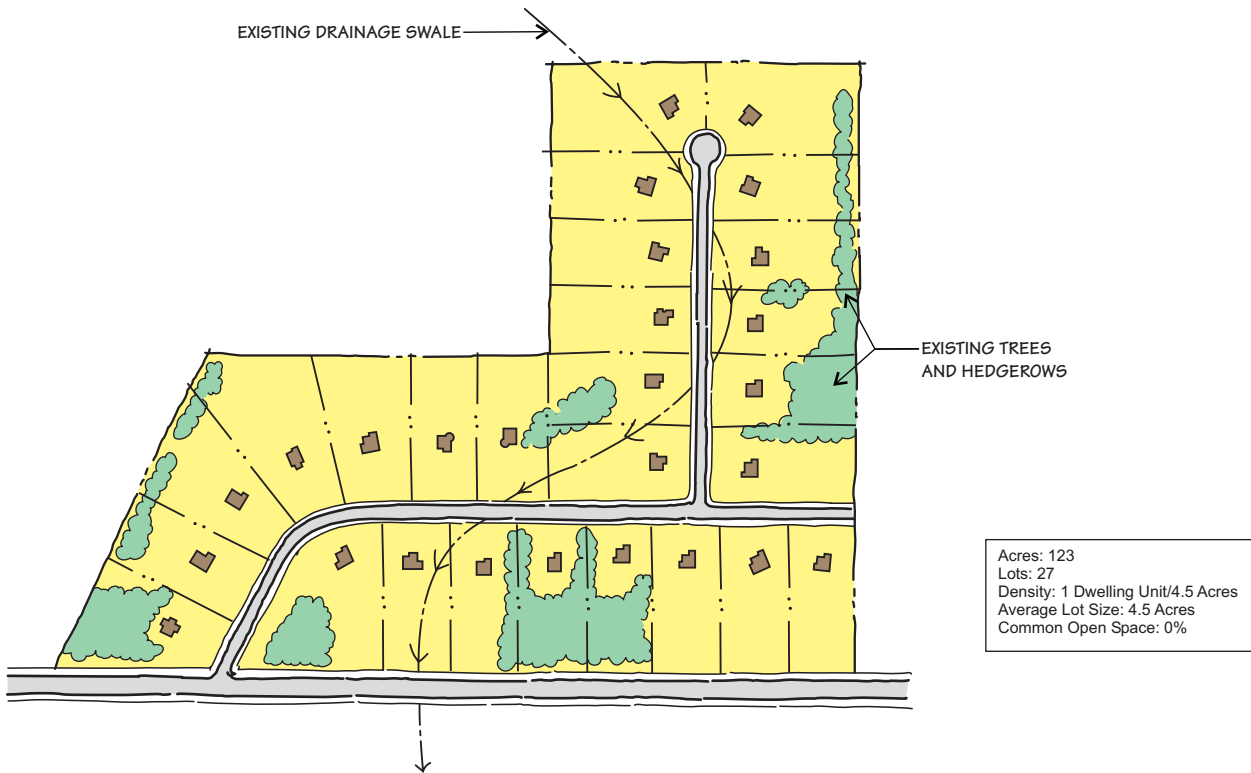 EXISTING DRAINAGE SWALE
EXISTING TREES
AND HEDGEROWS
Acres: 123
Lots: 27
Density: 1 Dwelling Unit/4.5 Acres
Average Lot Size: 4.5 Acres
Common Open Space: 0%